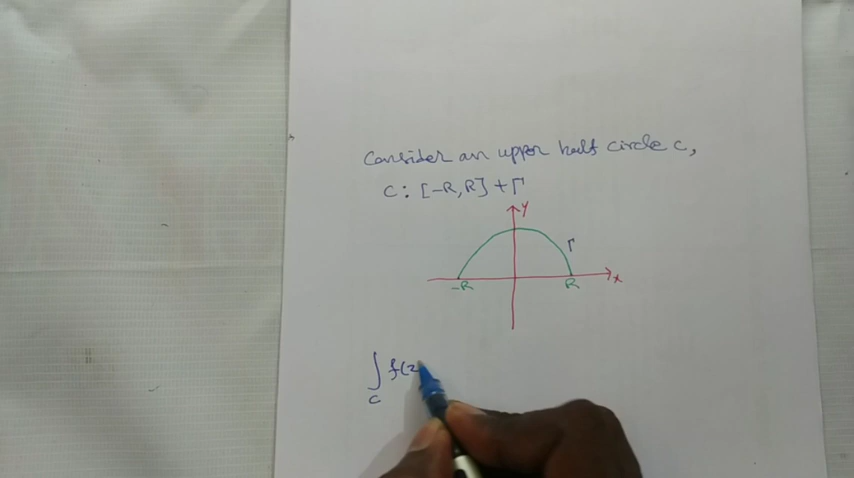 Consider an upper half circle C,
C: [-R, R] + Γ
y
Γ
-R R x
∫ f(z
C